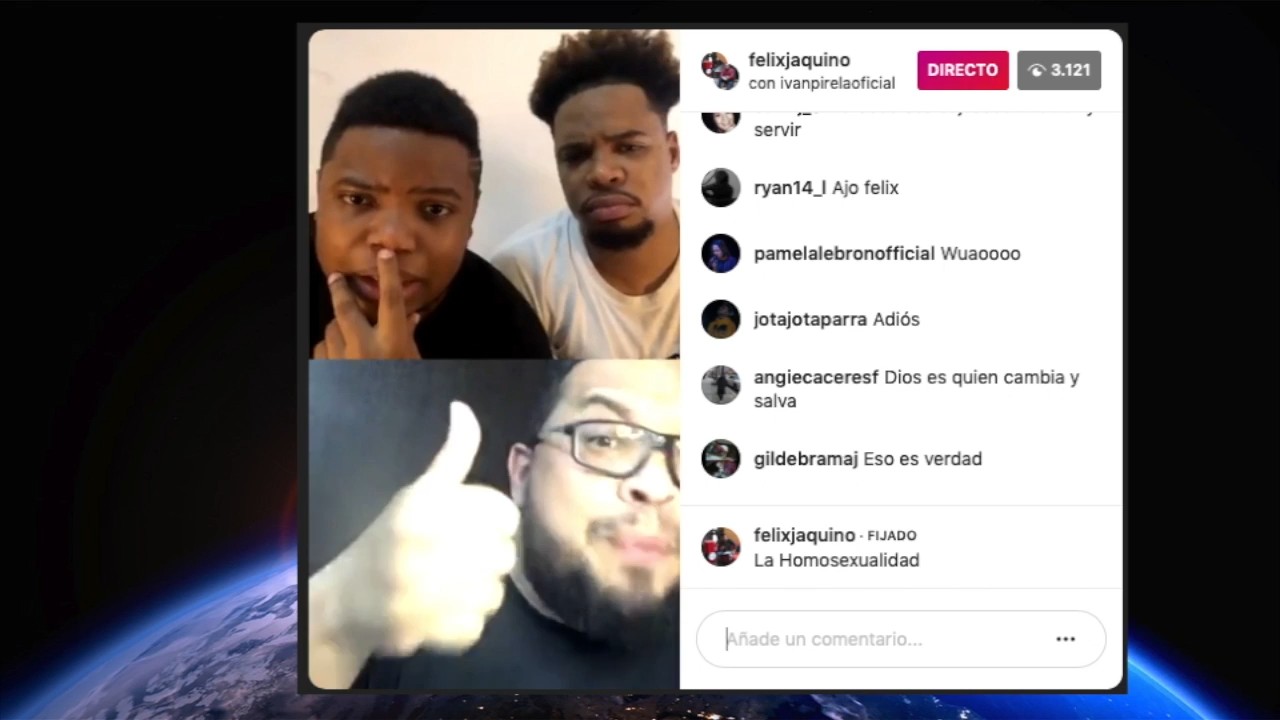 felixjaquino
con ivanpirelaoficial
DIRECTO
3.121
servir
ryan14_l Ajo felix
pamelalebronofficial Wuaoooo
jotajotaparra Adiós
angiecaceresf Dios es quien cambia y
salva
gildebramaj Eso es verdad
felixjaquino · FIJADO
La Homosexualidad
Añade un comentario...